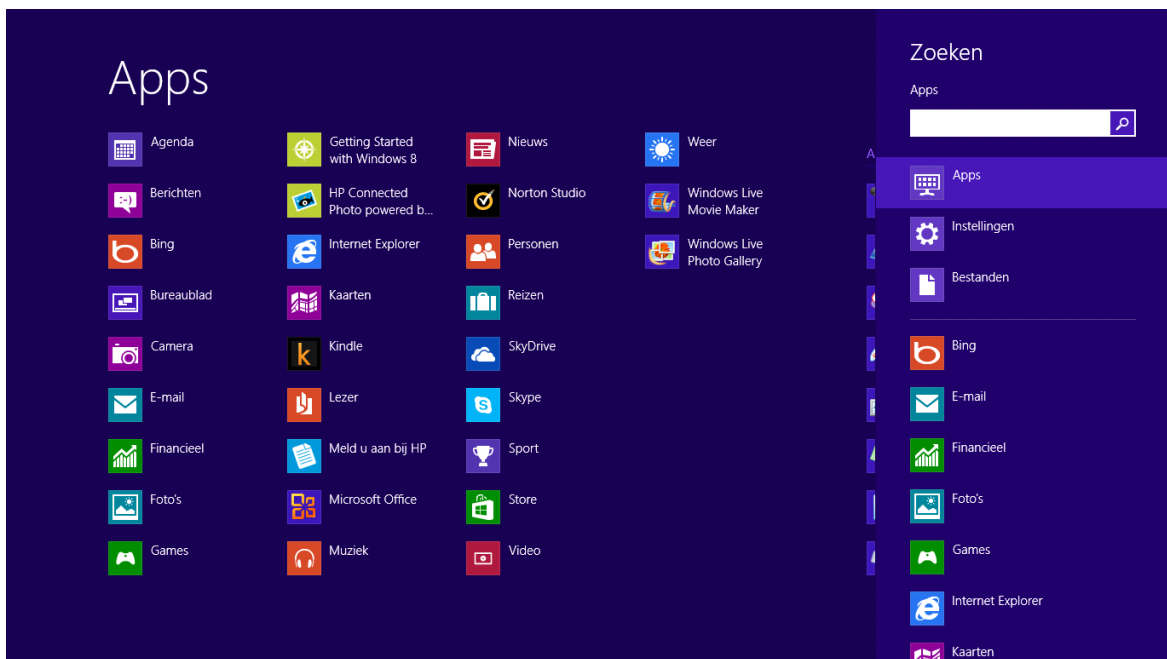 Apps
Agenda
Berichten
Bing
Bureaublad
Camera
E-mail
Financieel
Foto's
Games
Getting Started
with Windows 8
HP Connected
Photo powered b...
Internet Explorer
Kaarten
Kindle
Lezer
Meld u aan bij HP
Microsoft Office
Muziek
Nieuws
Norton Studio
Personen
Reizen
SkyDrive
Skype
Sport
Store
Video
Weer
Windows Live
Movie Maker
Windows Live
Photo Gallery
A
Zoeken
Apps
Apps
Instellingen
Bestanden
Bing
E-mail
Financieel
Foto's
Games
Internet Explorer
Kaarten